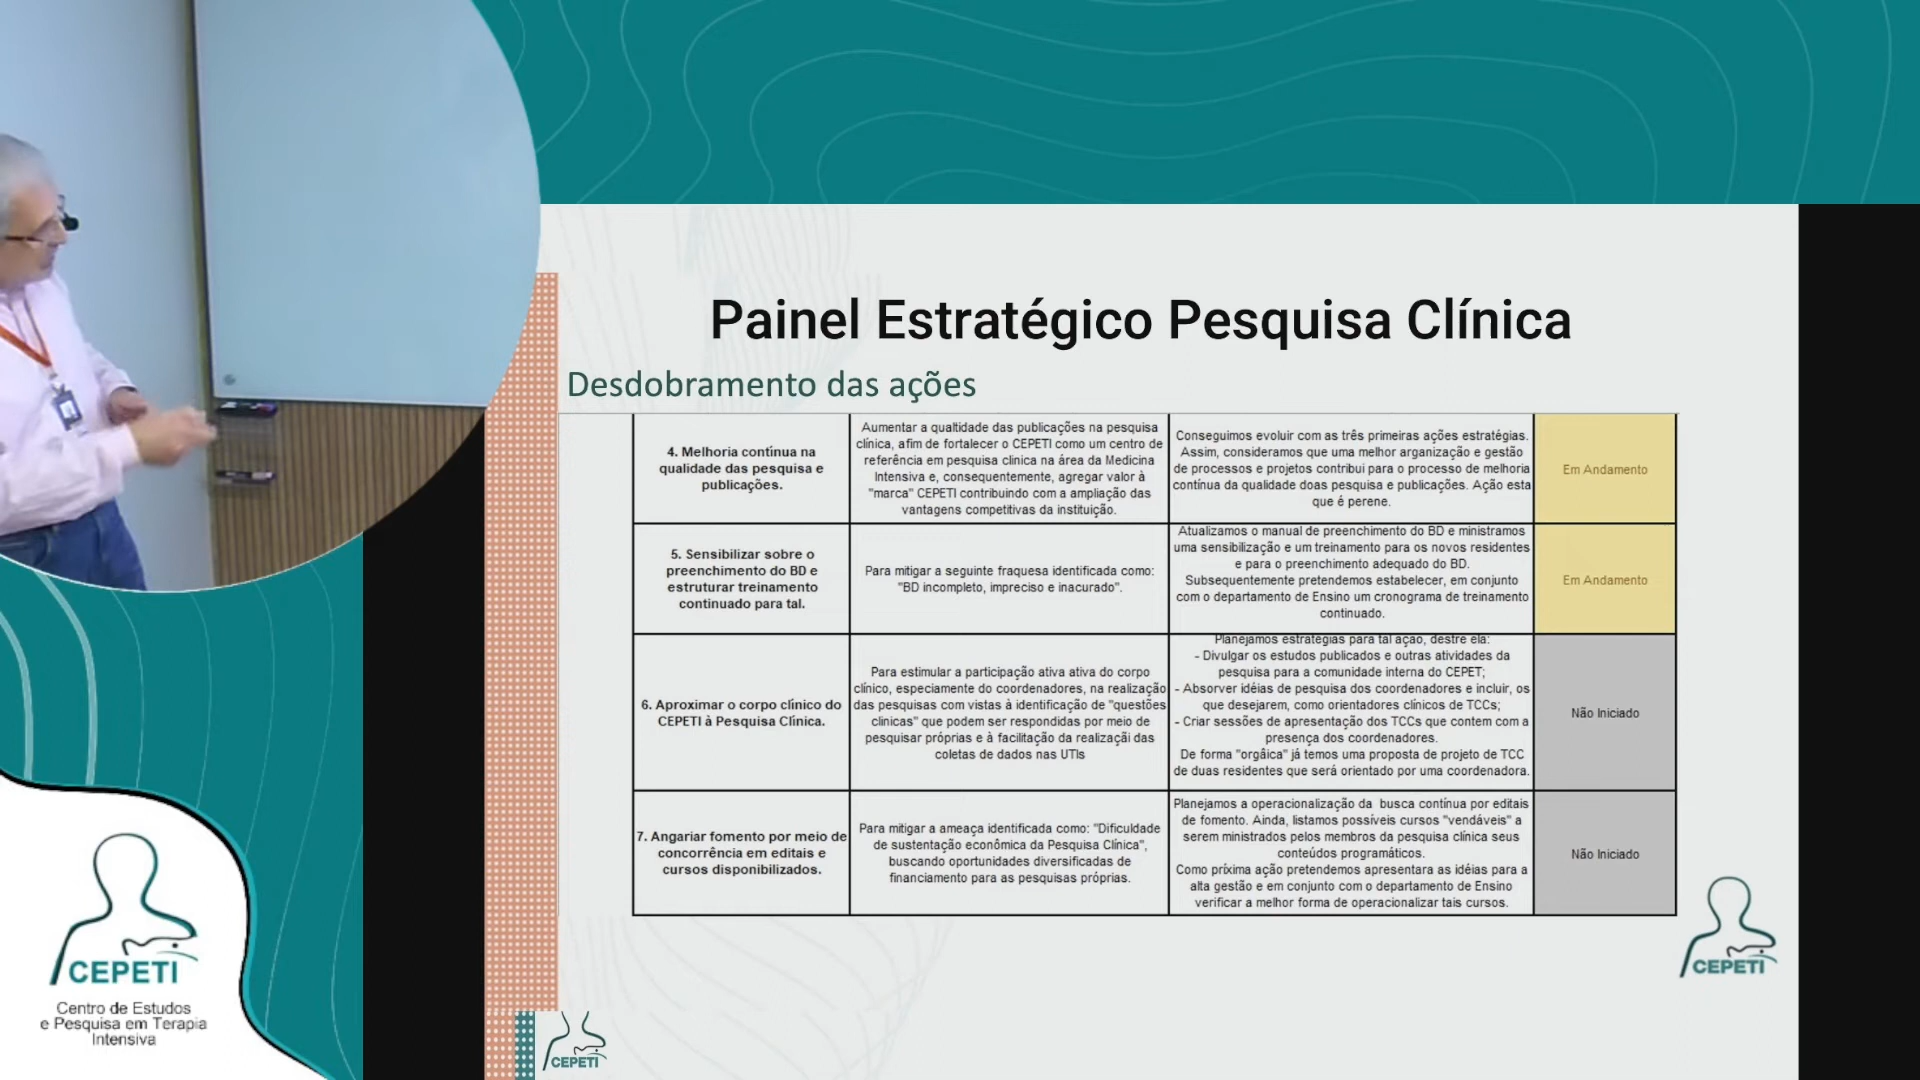 Painel Estratégico Pesquisa Clínica
Desdobramento das ações
4. Melhoria contínua na
qualidade das pesquisa e
publicações.
Aumentar a qualtidade das publicações na pesquisa
clínica, afim de fortalecer o CEPETI como um centro de
referência em pesquisa clinica na área da Medicina
Intensiva e, consequentemente, agregar valor à
"marca" CEPETI contribuindo com a ampliação das
vantagens competitivas da instituição.
Conseguimos evoluir com as três primeiras ações estratégias.
Assim, consideramos que uma melhor arganização e gestão
de processos e projetos contribui para o processo de melhoria
contínua da qualidade doas pesquisa e publicações. Ação esta
que é perene.
Em Andamento
5. Sensibilizar sobre o
preenchimento do BD e
estruturar treinamento
continuado para tal.
Para mitigar a seguinte fraquesa identificada como:
"BD incompleto, impreciso e inacurado".
Atualizamos o manual de preenchimento do BD e ministramos
uma sensibilização e um treinamento para os novos residentes
e para o preenchimento adequado do BD.
Subsequentemente pretendemos estabelecer, em conjunto
com o departamento de Ensino um cronograma de treinamento
continuado.
Em Andamento
6. Aproximar o corpo clínico do
CEPETI à Pesquisa Clínica.
Para estimular a participação ativa ativa do corpo
clínico, especiamente do coordenadores, na realização
das pesquisas com vistas à identificação de "questões
clinicas" que podem ser respondidas por meio de
pesquisar próprias e à facilitação da realizaçãi das
coletas de dados nas UTIs
Planejamos estratégias para tal ação, destre ela:
- Divulgar os estudos publicados e outras atividades da
pesquisa para a comunidade interna do CEPET;
- Absorver idéias de pesquisa dos coordenadores e incluir, os
que desejarem, como orientadores clínicos de TCCs;
- Criar sessões de apresentação dos TCCs que contem com a
presença dos coordenadores.
De forma "orgâica" já temos uma proposta de projeto de TCC
de duas residentes que será orientado por uma coordenadora.
Não Iniciado
7. Angariar fomento por meio de
concorrência em editais e
cursos disponibilizados.
Para mitigar a ameaça identificada como: "Dificuldade
de sustentação econômica da Pesquisa Clínica",
buscando oportunidades diversificadas de
financiamento para as pesquisas próprias.
Planejamos a operacionalização da busca contínua por editais
de fomento. Ainda, listamos possíveis cursos "vendáveis" a
serem ministrados pelos membros da pesquisa clínica seus
conteúdos programáticos.
Como próxima ação pretendemos apresentara as idéias para a
alta gestão e em conjunto com o departamento de Ensino
verificar a melhor forma de operacionalizar tais cursos.
Não Iniciado
CEPETI
CEPETI
Centro de Estudos
e Pesquisa em Terapia
Intensiva
CEPETI